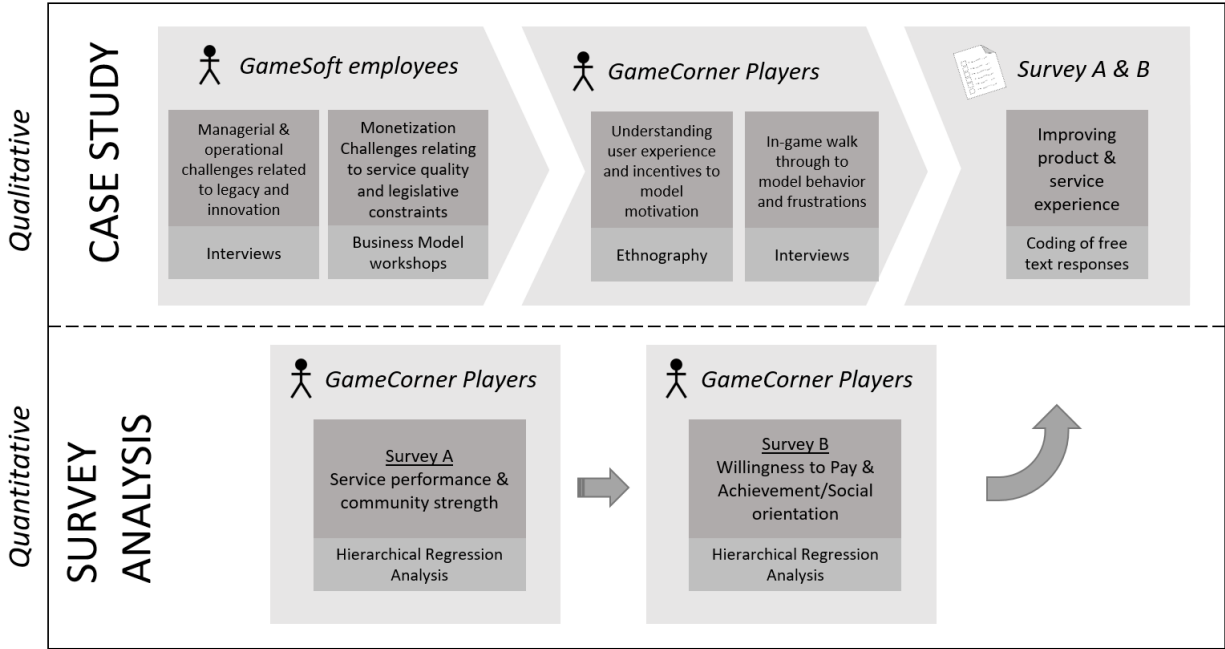 Qualitative
CASE STUDY
GameSoft employees
Managerial &
operational
challenges related
to legacy and
innovation
Interviews
Monetization
Challenges relating
to service quality
and legislative
constraints
Business Model
workshops
GameCorner Players
Understanding
user experience
and incentives to
model
motivation
Ethnography
In-game walk
through to
model behavior
and frustrations
Interviews
Survey A & B
Improving
product &
service
experience
Coding of free
text responses
Quantitative
SURVEY
ANALYSIS
GameCorner Players
Survey A
Service performance &
community strength
Hierarchical Regression
Analysis
GameCorner Players
Survey B
Willingness to Pay &
Achievement/Social
orientation
Hierarchical Regression
Analysis